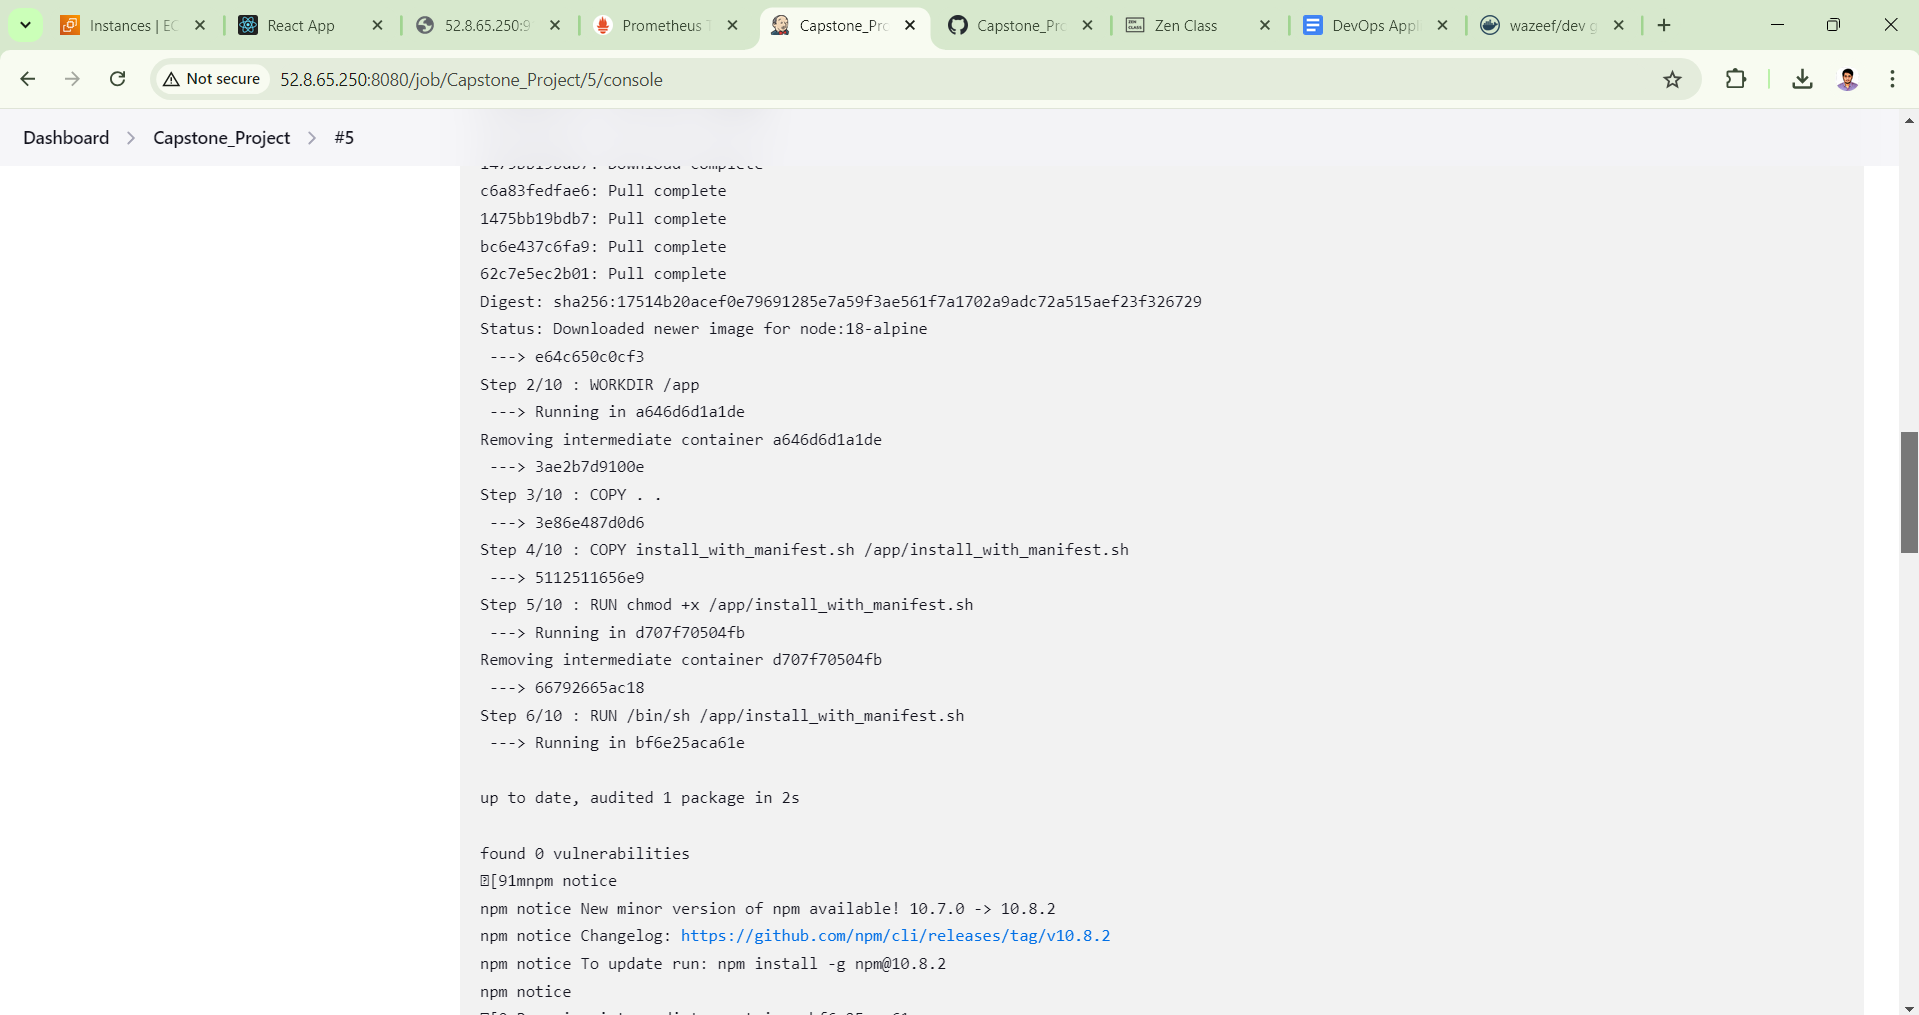 Instances | EC
React App
52.8.65.250:9
Prometheus T
Capstone_Pro
Capstone_Pro
Zen Class
DevOps Appl
wazeef/dev g
Not secure
52.8.65.250:8080/job/Capstone_Project/5/console
Dashboard > Capstone_Project > #5
1475bb19bdb7: Download complete
c6a83fedfae6: Pull complete
1475bb19bdb7: Pull complete
bc6e437c6fa9: Pull complete
62c7e5ec2b01: Pull complete
Digest: sha256:17514b20acef0e79691285e7a59f3ae561f7a1702a9adc72a515aef23f326729
Status: Downloaded newer image for node:18-alpine
---> e64c650c0cf3
Step 2/10 : WORKDIR /app
---> Running in a646d6d1a1de
Removing intermediate container a646d6d1a1de
---> 3ae2b7d9100e
Step 3/10 : COPY . .
---> 3e86e487d0d6
Step 4/10 : COPY install_with_manifest.sh /app/install_with_manifest.sh
---> 5112511656e9
Step 5/10 : RUN chmod +x /app/install_with_manifest.sh
---> Running in d707f70504fb
Removing intermediate container d707f70504fb
---> 66792665ac18
Step 6/10 : RUN /bin/sh /app/install_with_manifest.sh
---> Running in bf6e25aca61e
up to date, audited 1 package in 2s
found 0 vulnerabilities
[91mnpm notice
npm notice New minor version of npm available! 10.7.0 -> 10.8.2
npm notice Changelog: https://github.com/npm/cli/releases/tag/v10.8.2
npm notice To update run: npm install -g npm@10.8.2
npm notice